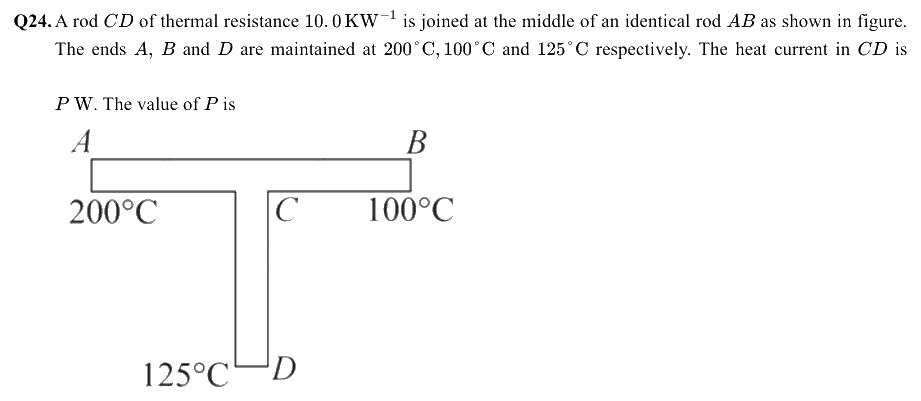 Q24. A rod CD of thermal resistance 10. 0 KW⁻¹ is joined at the middle of an identical rod AB as shown in figure.
The ends A, B and D are maintained at 200°C, 100°C and 125°C respectively. The heat current in CD is
P W. The value of P is
A B
200°C C 100°C
125°C D